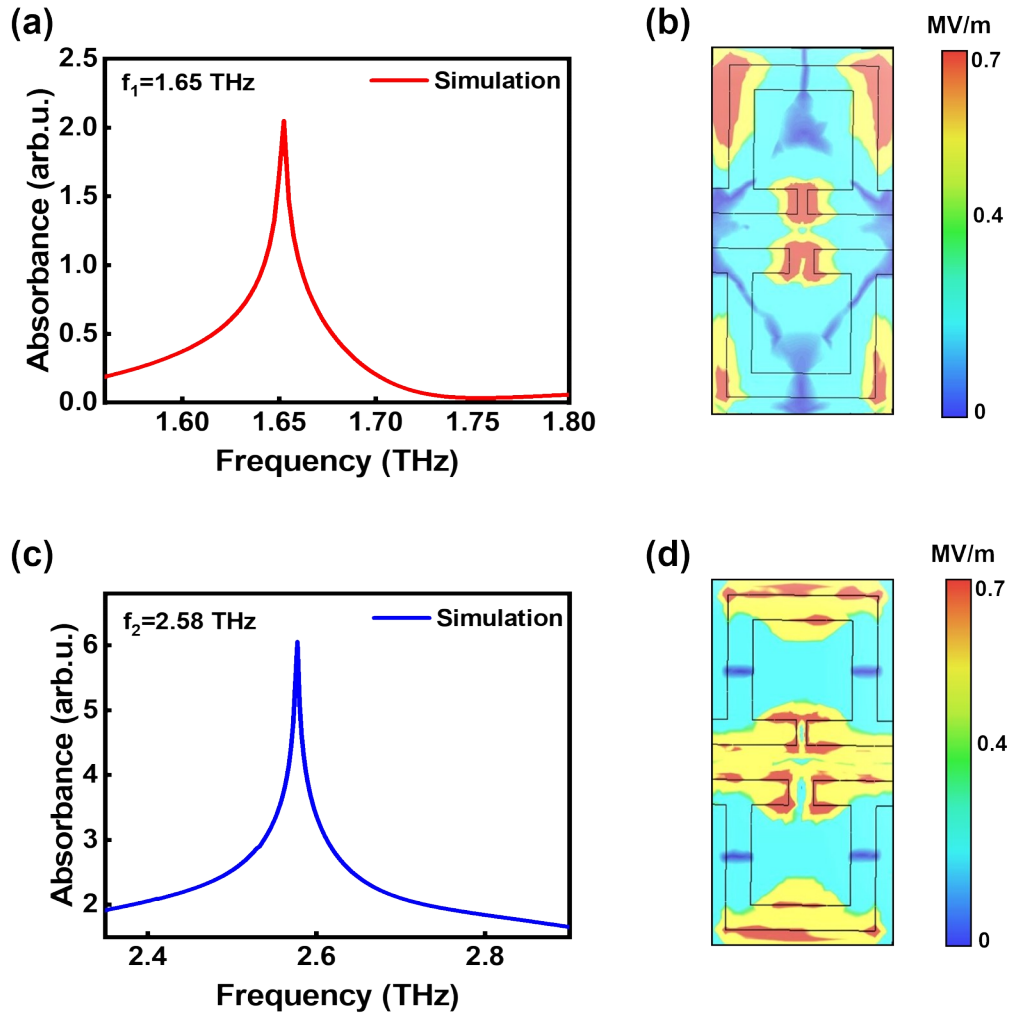 (a)
f1=1.65 THz
Simulation
2.5
2.0
1.5
1.0
0.5
0.0
Absorbance (arb.u.)
1.60
1.65
1.70
1.75
1.80
Frequency (THz)
(b)
MV/m
0.7
0.4
0
(c)
f2=2.58 THz
Simulation
6
5
4
3
2
Absorbance (arb.u.)
2.4
2.6
2.8
Frequency (THz)
(d)
MV/m
0.7
0.4
0